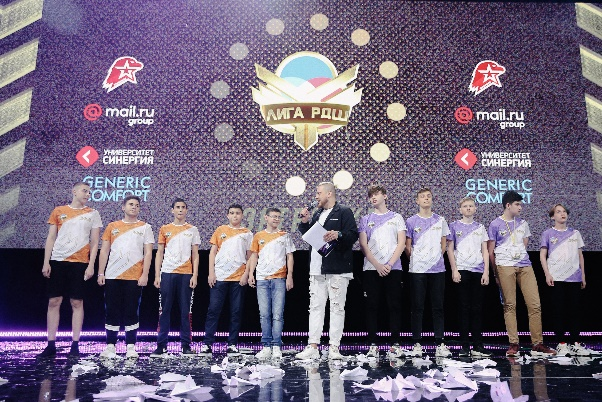 ЛИГА РДШ
@mail.ru
group
УНИВЕРСИТЕТ
СИНЕРГИЯ
GENERIC
COMFORT
@mail.ru
group
УНИВЕРСИТЕТ
СИНЕРГИЯ
GENERIC
COMFORT